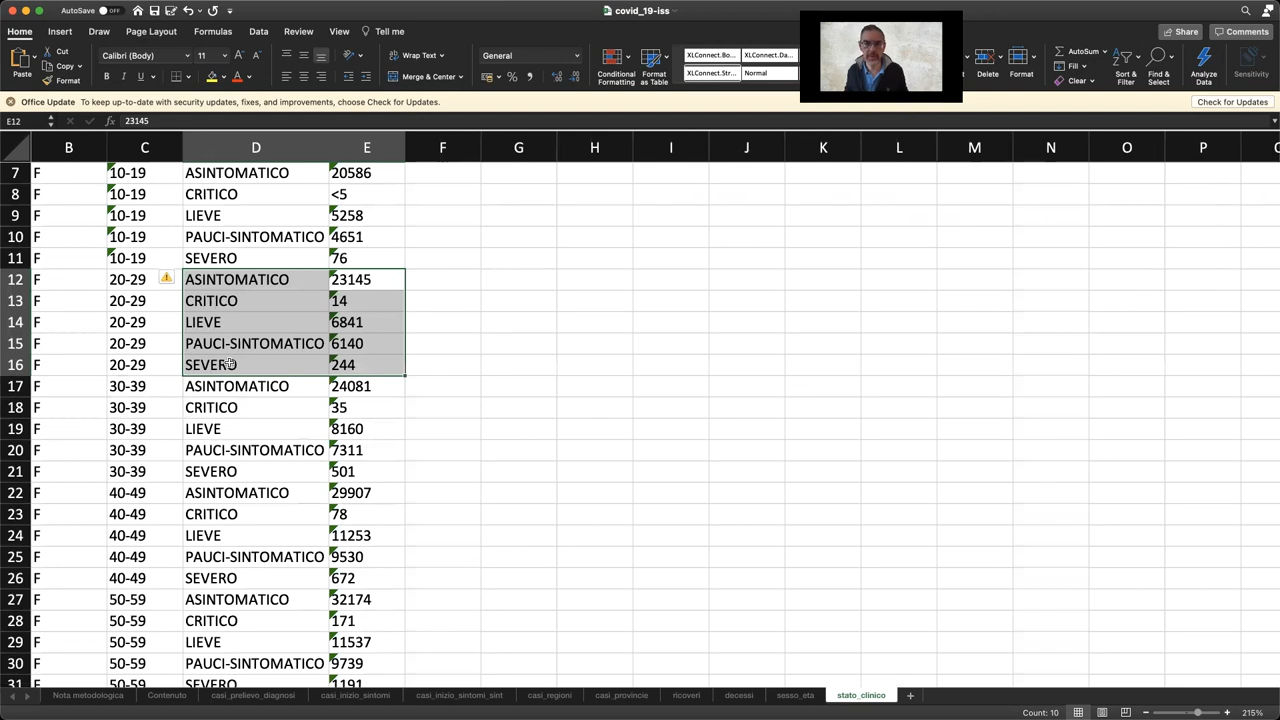 AutoSave OFF
covid_19-iss
Home Insert Draw Page Layout Formulas Data Review View Tell me
Share Comments
Paste Cut Copy Format Calibri (Body) 11 Wrap Text Merge & Center General Conditional Formatting Format as Table XLConnect.Bo... XLConnect.Da... XLConnect.Str... Normal Delete Format AutoSum Fill Clear Sort & Filter Find & Select Analyze Data Sensitivity
Office Update To keep up-to-date with security updates, fixes, and improvements, choose Check for Updates. Check for Updates
E12 fx 23145
B C D E F G H I J K L M N O P
7 F 10-19 ASINTOMATICO 20586
8 F 10-19 CRITICO <5
9 F 10-19 LIEVE 5258
10 F 10-19 PAUCI-SINTOMATICO 4651
11 F 10-19 SEVERO 76
12 F 20-29 ASINTOMATICO 23145
13 F 20-29 CRITICO 14
14 F 20-29 LIEVE 6841
15 F 20-29 PAUCI-SINTOMATICO 6140
16 F 20-29 SEVERO 244
17 F 30-39 ASINTOMATICO 24081
18 F 30-39 CRITICO 35
19 F 30-39 LIEVE 8160
20 F 30-39 PAUCI-SINTOMATICO 7311
21 F 30-39 SEVERO 501
22 F 40-49 ASINTOMATICO 29907
23 F 40-49 CRITICO 78
24 F 40-49 LIEVE 11253
25 F 40-49 PAUCI-SINTOMATICO 9530
26 F 40-49 SEVERO 672
27 F 50-59 ASINTOMATICO 32174
28 F 50-59 CRITICO 171
29 F 50-59 LIEVE 11537
30 F 50-59 PAUCI-SINTOMATICO 9739
31 F 50-59 SEVERO 1191
Nota metodologica Contenuto casi_prelievo_diagnosi casi_inizio_sintomi casi_inizio_sintomi_sint casi_regioni casi_provincie ricoveri decessi sesso_eta stato_clinico
Count: 10 215%